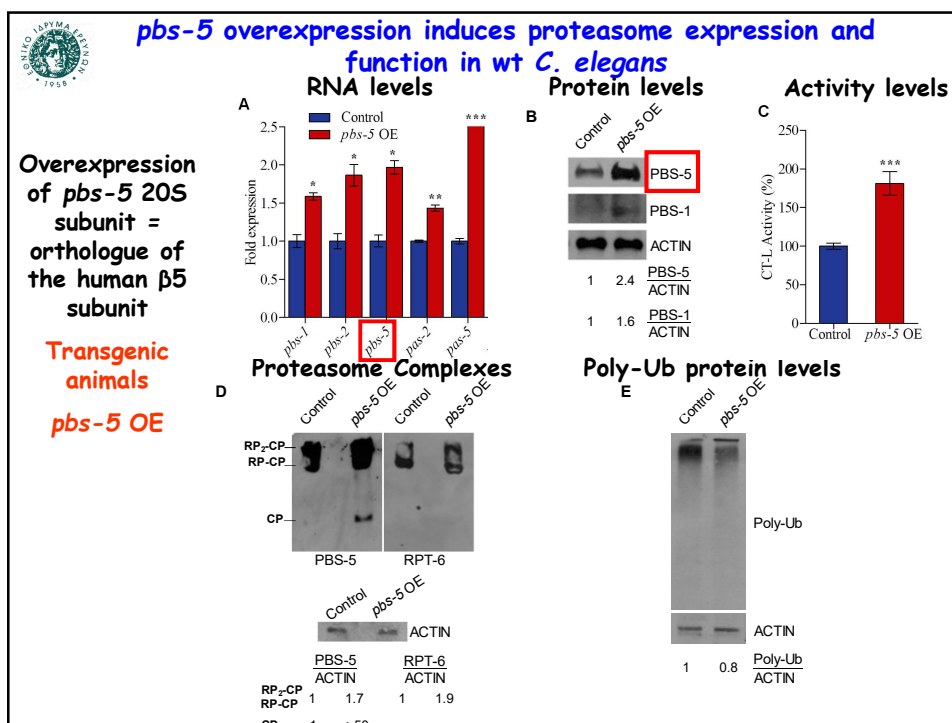 ΕΘΝΙΚΟ ΙΔΡΥΜΑ ΕΡΕΥΝΩΝ
1958
pbs-5 overexpression induces proteasome expression and
function in wt C. elegans
RNA levels
Protein levels
Activity levels
Overexpression
of pbs-5 20S
subunit =
orthologue of
the human β5
subunit
Transgenic
animals
pbs-5 OE
A
Control
pbs-5 OE
Fold expression
2.5
2.0
1.5
1.0
0.5
0.0
*
*
*
**
***
pbs-1
pbs-2
pbs-5
pas-2
pas-5
B
Control
pbs-5 OE
PBS-5
PBS-1
ACTIN
1 2.4 PBS-5
ACTIN
1 1.6 PBS-1
ACTIN
C
CT-L Activity (%)
250
200
150
100
50
0
***
Control
pbs-5 OE
Proteasome Complexes
Poly-Ub protein levels
D
Control
pbs-5 OE
Control
pbs-5 OE
RP2-CP
RP-CP
CP
PBS-5
RPT-6
Control
pbs-5 OE
ACTIN
PBS-5
ACTIN
RPT-6
ACTIN
RP2-CP
RP-CP
1 1.7 1 1.9
E
Control
pbs-5 OE
Poly-Ub
ACTIN
1 0.8 Poly-Ub
ACTIN